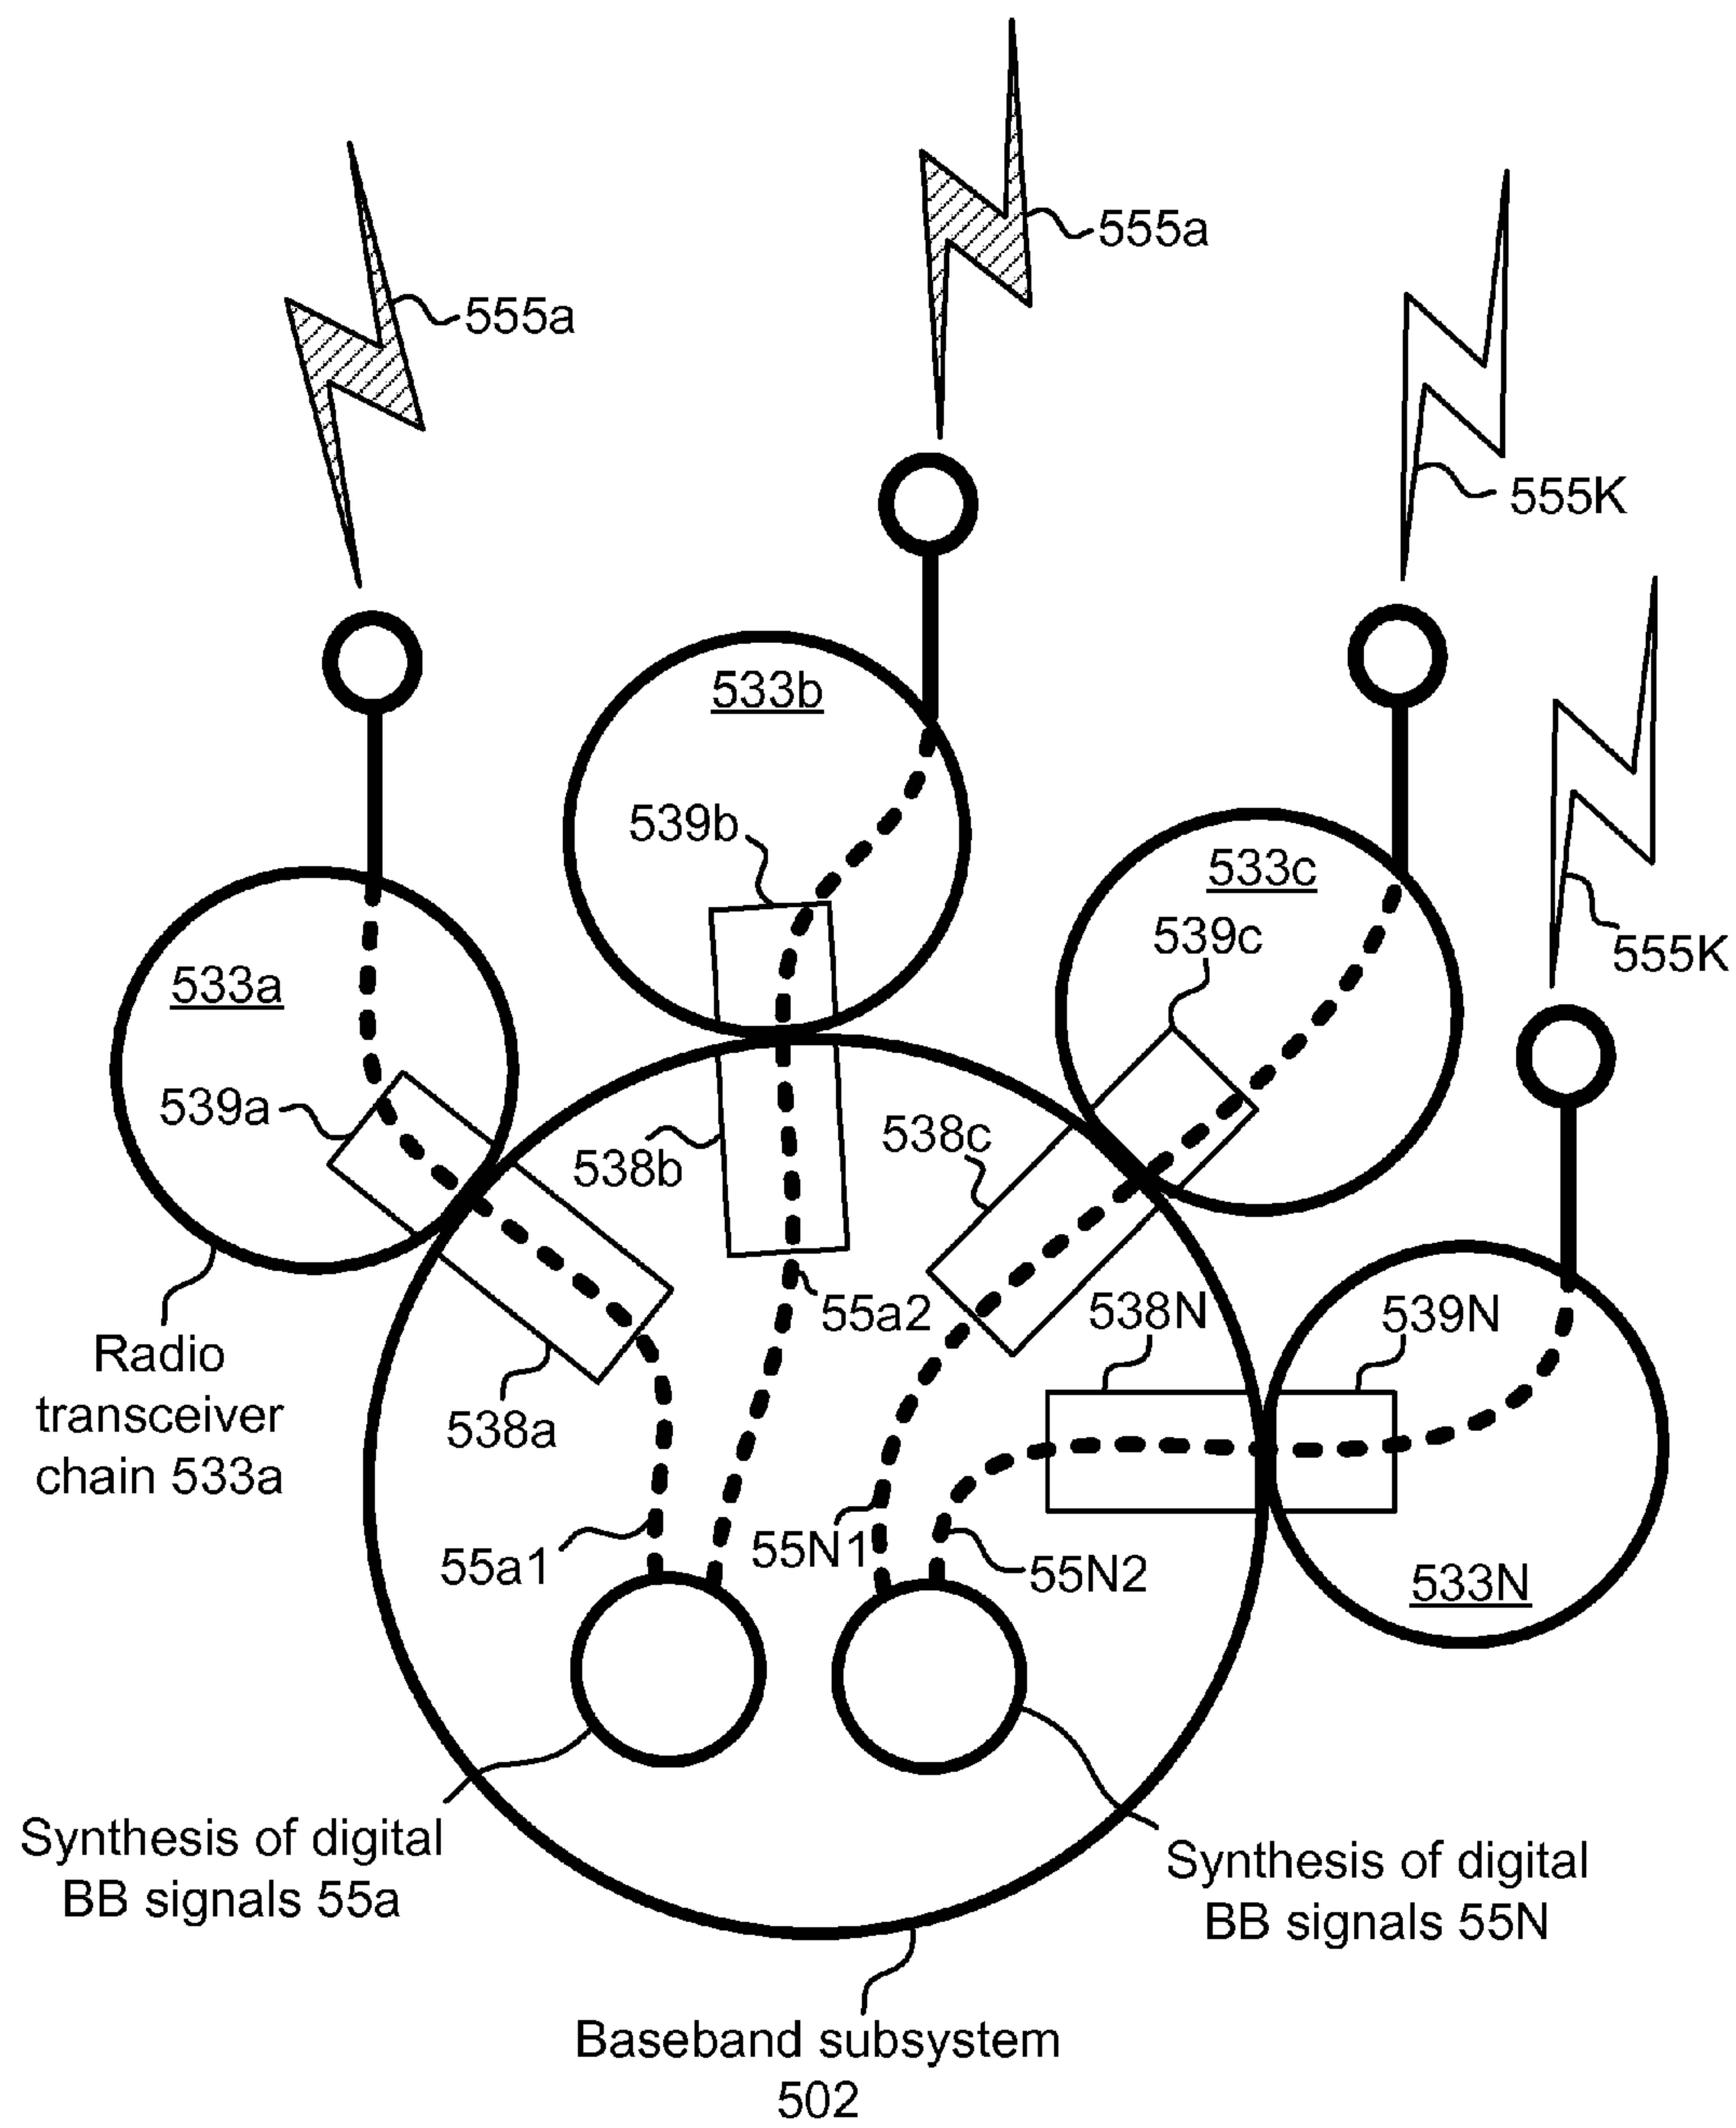 555a
555a
555K
533b
539b
533c
539c
555K
533a
539a
538c
538b
55a2
538N
539N
Radio
transceiver
chain 533a
538a
55a1
55N1
55N2
533N
Synthesis of digital
BB signals 55a
Synthesis of digital
BB signals 55N
Baseband subsystem
502